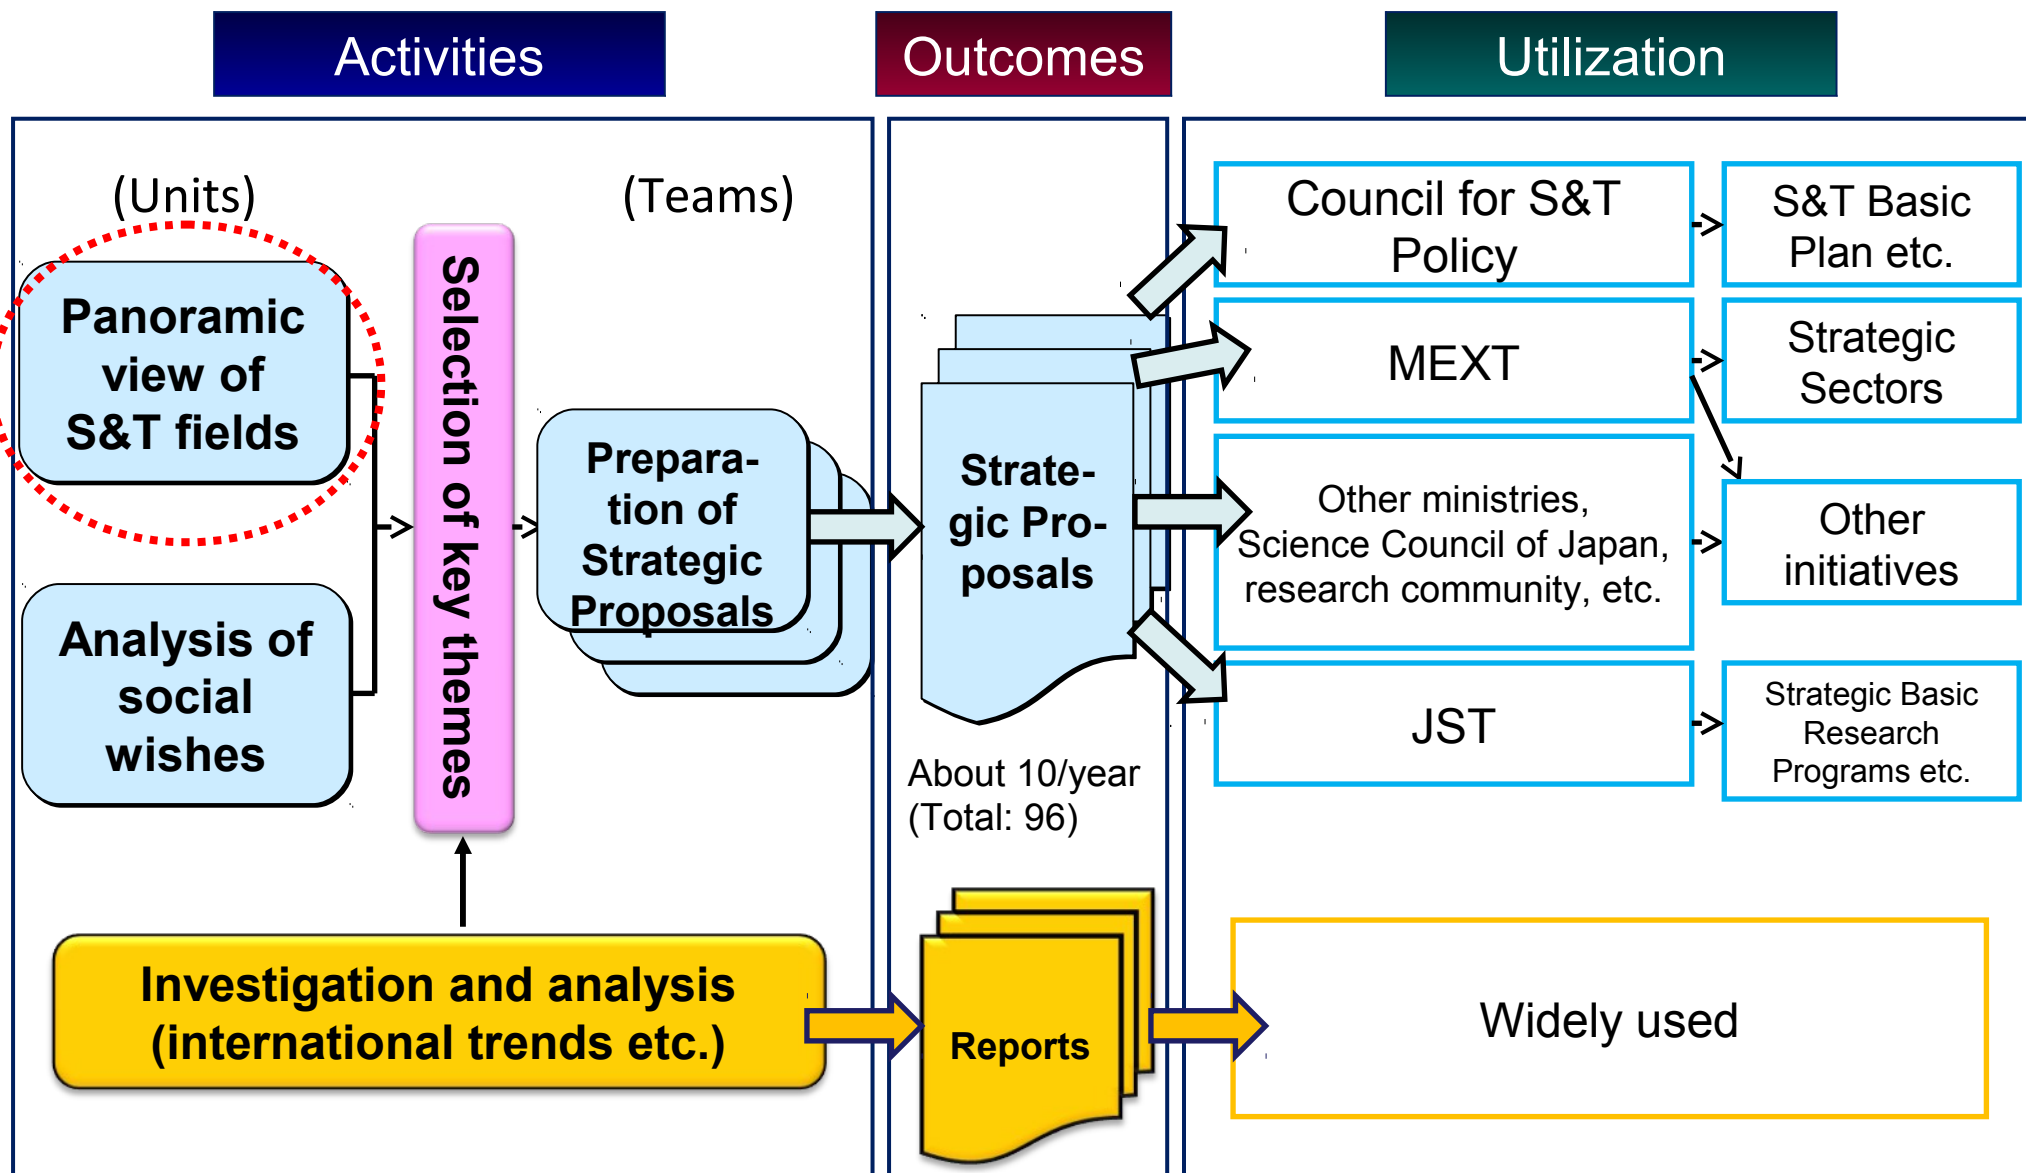 Activities
Outcomes
Utilization
(Units)
(Teams)
Panoramic
view of
S&T fields
Analysis of
social
wishes
Selection of key themes
Prepara-
tion of
Strategic
Proposals
Strate-
gic Pro-
posals
About 10/year
(Total: 96)
Council for S&T
Policy
S&T Basic
Plan etc.
MEXT
Strategic
Sectors
Other ministries,
Science Council of Japan,
research community, etc.
Other
initiatives
JST
Strategic Basic
Research
Programs etc.
Investigation and analysis
(international trends etc.)
Reports
Widely used